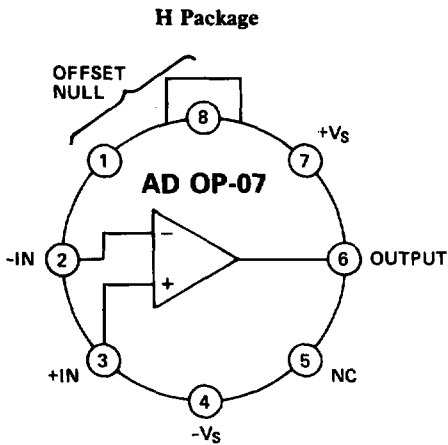 H Package
OFFSET
NULL
8
1
7
+VS
AD OP-07
-IN
2
−
+
6
OUTPUT
+IN
3
5
NC
4
-VS